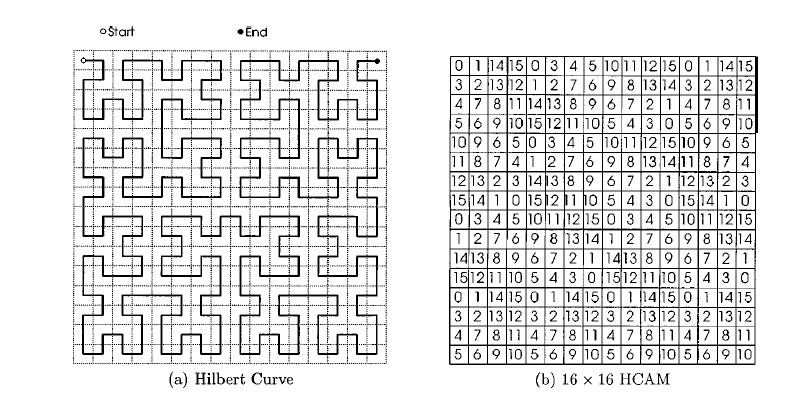 Start
End
0 1 14 15 0 3 4 5 10 11 12 15 0 1 14 15
3 2 13 12 1 2 7 6 9 8 13 14 3 2 13 12
4 7 8 11 14 13 8 9 6 7 2 1 4 7 8 11
5 6 9 10 15 12 11 10 5 4 3 0 5 6 9 10
10 9 6 5 0 3 4 5 10 11 12 15 10 9 6 5
11 8 7 4 1 2 7 6 9 8 13 14 11 8 7 4
12 13 2 3 14 13 8 9 6 7 2 1 12 13 2 3
15 14 1 0 15 12 11 10 5 4 3 0 15 14 1 0
0 3 4 5 10 11 12 15 0 3 4 5 10 11 12 15
1 2 7 6 9 8 13 14 1 2 7 6 9 8 13 14
14 13 8 9 6 7 2 1 14 13 8 9 6 7 2 1
15 12 11 10 5 4 3 0 15 12 11 10 5 4 3 0
0 1 14 15 0 1 14 15 0 1 14 15 0 1 14 15
3 2 13 12 3 2 13 12 3 2 13 12 3 2 13 12
4 7 8 11 4 7 8 11 4 7 8 11 4 7 8 11
5 6 9 10 5 6 9 10 5 6 9 10 5 6 9 10
(a) Hilbert Curve
(b) 16 × 16 HCAM